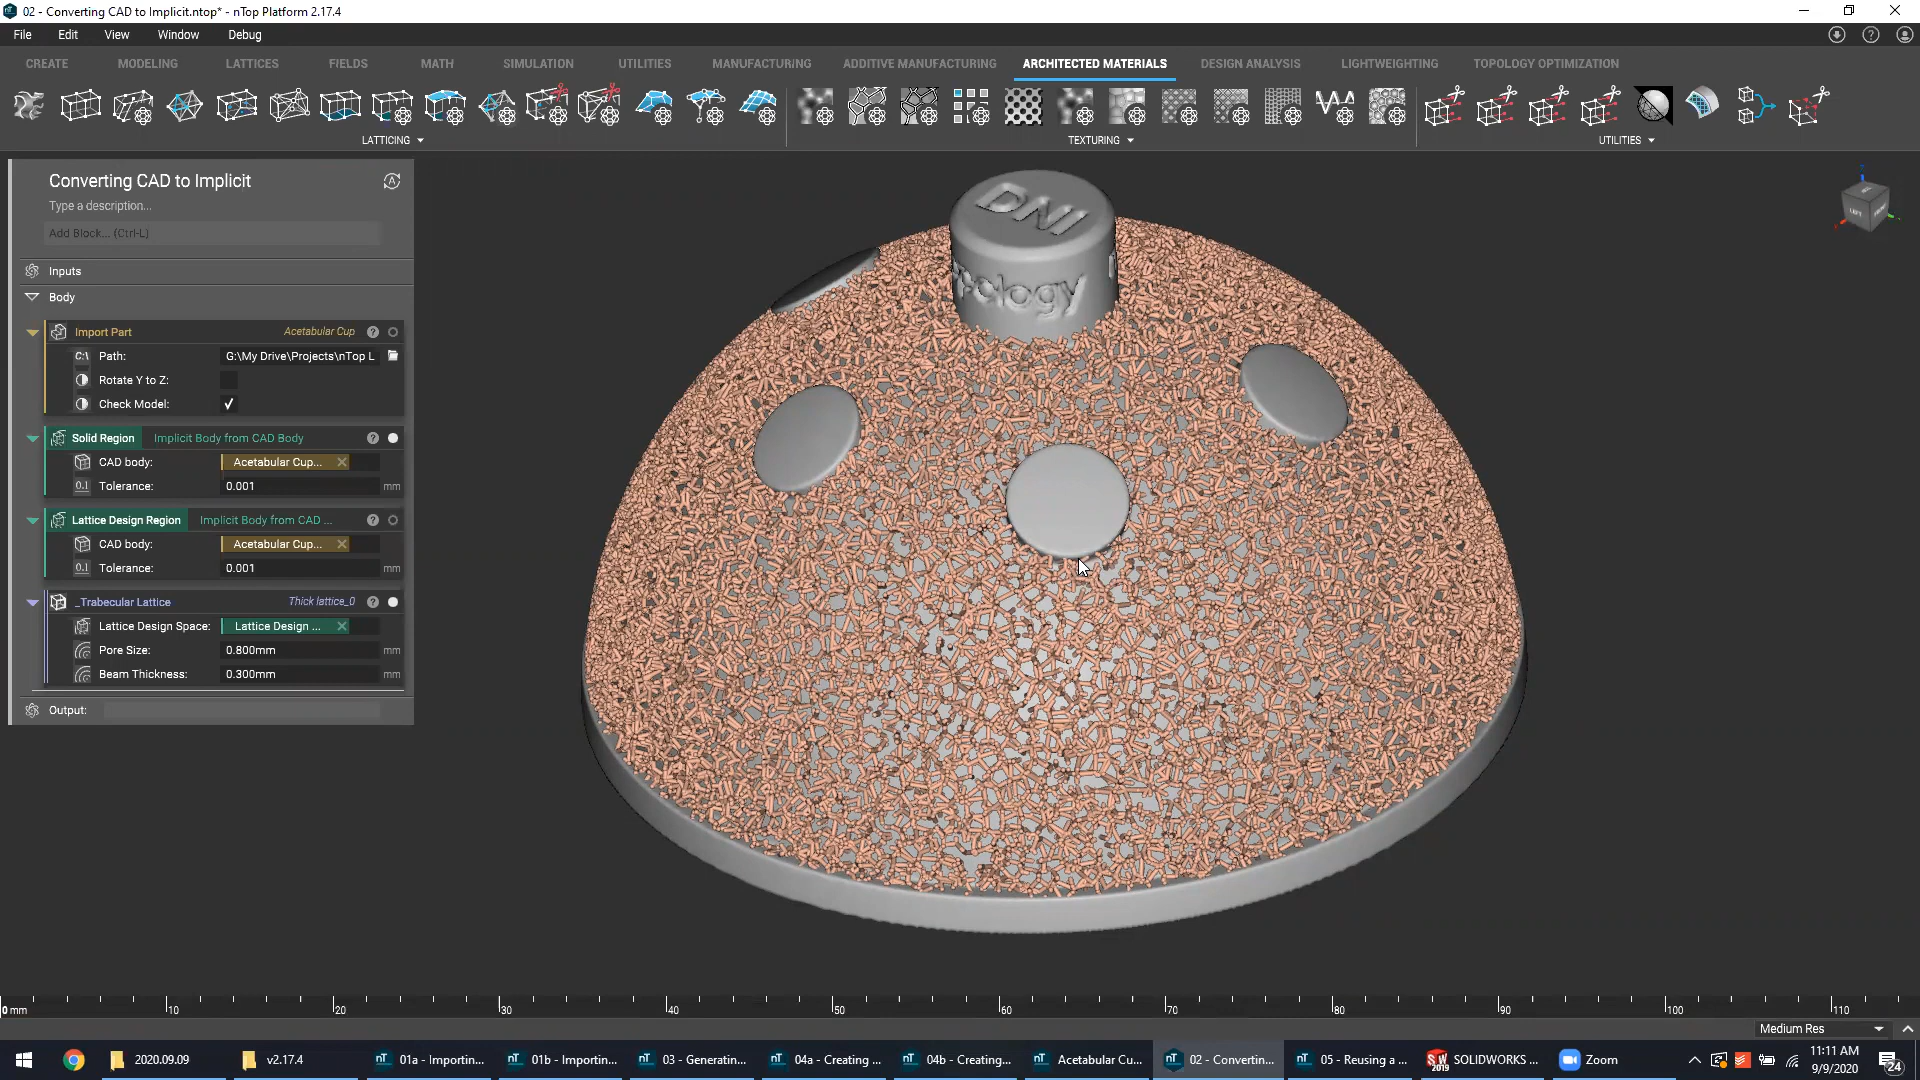 02 - Converting CAD to Implicit.ntop* - nTop Platform 2.17.4
File Edit View Window Debug
CREATE MODELING LATTICES FIELDS MATH SIMULATION UTILITIES MANUFACTURING ADDITIVE MANUFACTURING ARCHITECTED MATERIALS DESIGN ANALYSIS LIGHTWEIGHTING TOPOLOGY OPTIMIZATION
LATTICING TEXTURING UTILITIES
Converting CAD to Implicit
Type a description...
Add Block... (Ctrl-L)
Inputs
Body
Import Part Acetabular Cup
C:\ Path: G:\My Drive\Projects\nTop L
Rotate Y to Z:
Check Model:
Solid Region Implicit Body from CAD Body
CAD body: Acetabular Cup...
0.1 Tolerance: 0.001 mm
Lattice Design Region Implicit Body from CAD ...
CAD body: Acetabular Cup...
0.1 Tolerance: 0.001 mm
_Trabecular Lattice Thick lattice_0
Lattice Design Space: Lattice Design ...
Pore Size: 0.800mm mm
Beam Thickness: 0.300mm mm
Output:
DNI
pology
LEFT FRONT
0 mm 10 20 30 40 50 60 70 80 90 100 110
Medium Res
2020.09.09 v2.17.4 01a - Importin... 01b - Importin... 03 - Generatin... 04a - Creating ... 04b - Creating... Acetabular Cu... 02 - Convertin... 05 - Reusing a ... SOLIDWORKS ... Zoom
11:11 AM
9/9/2020
24